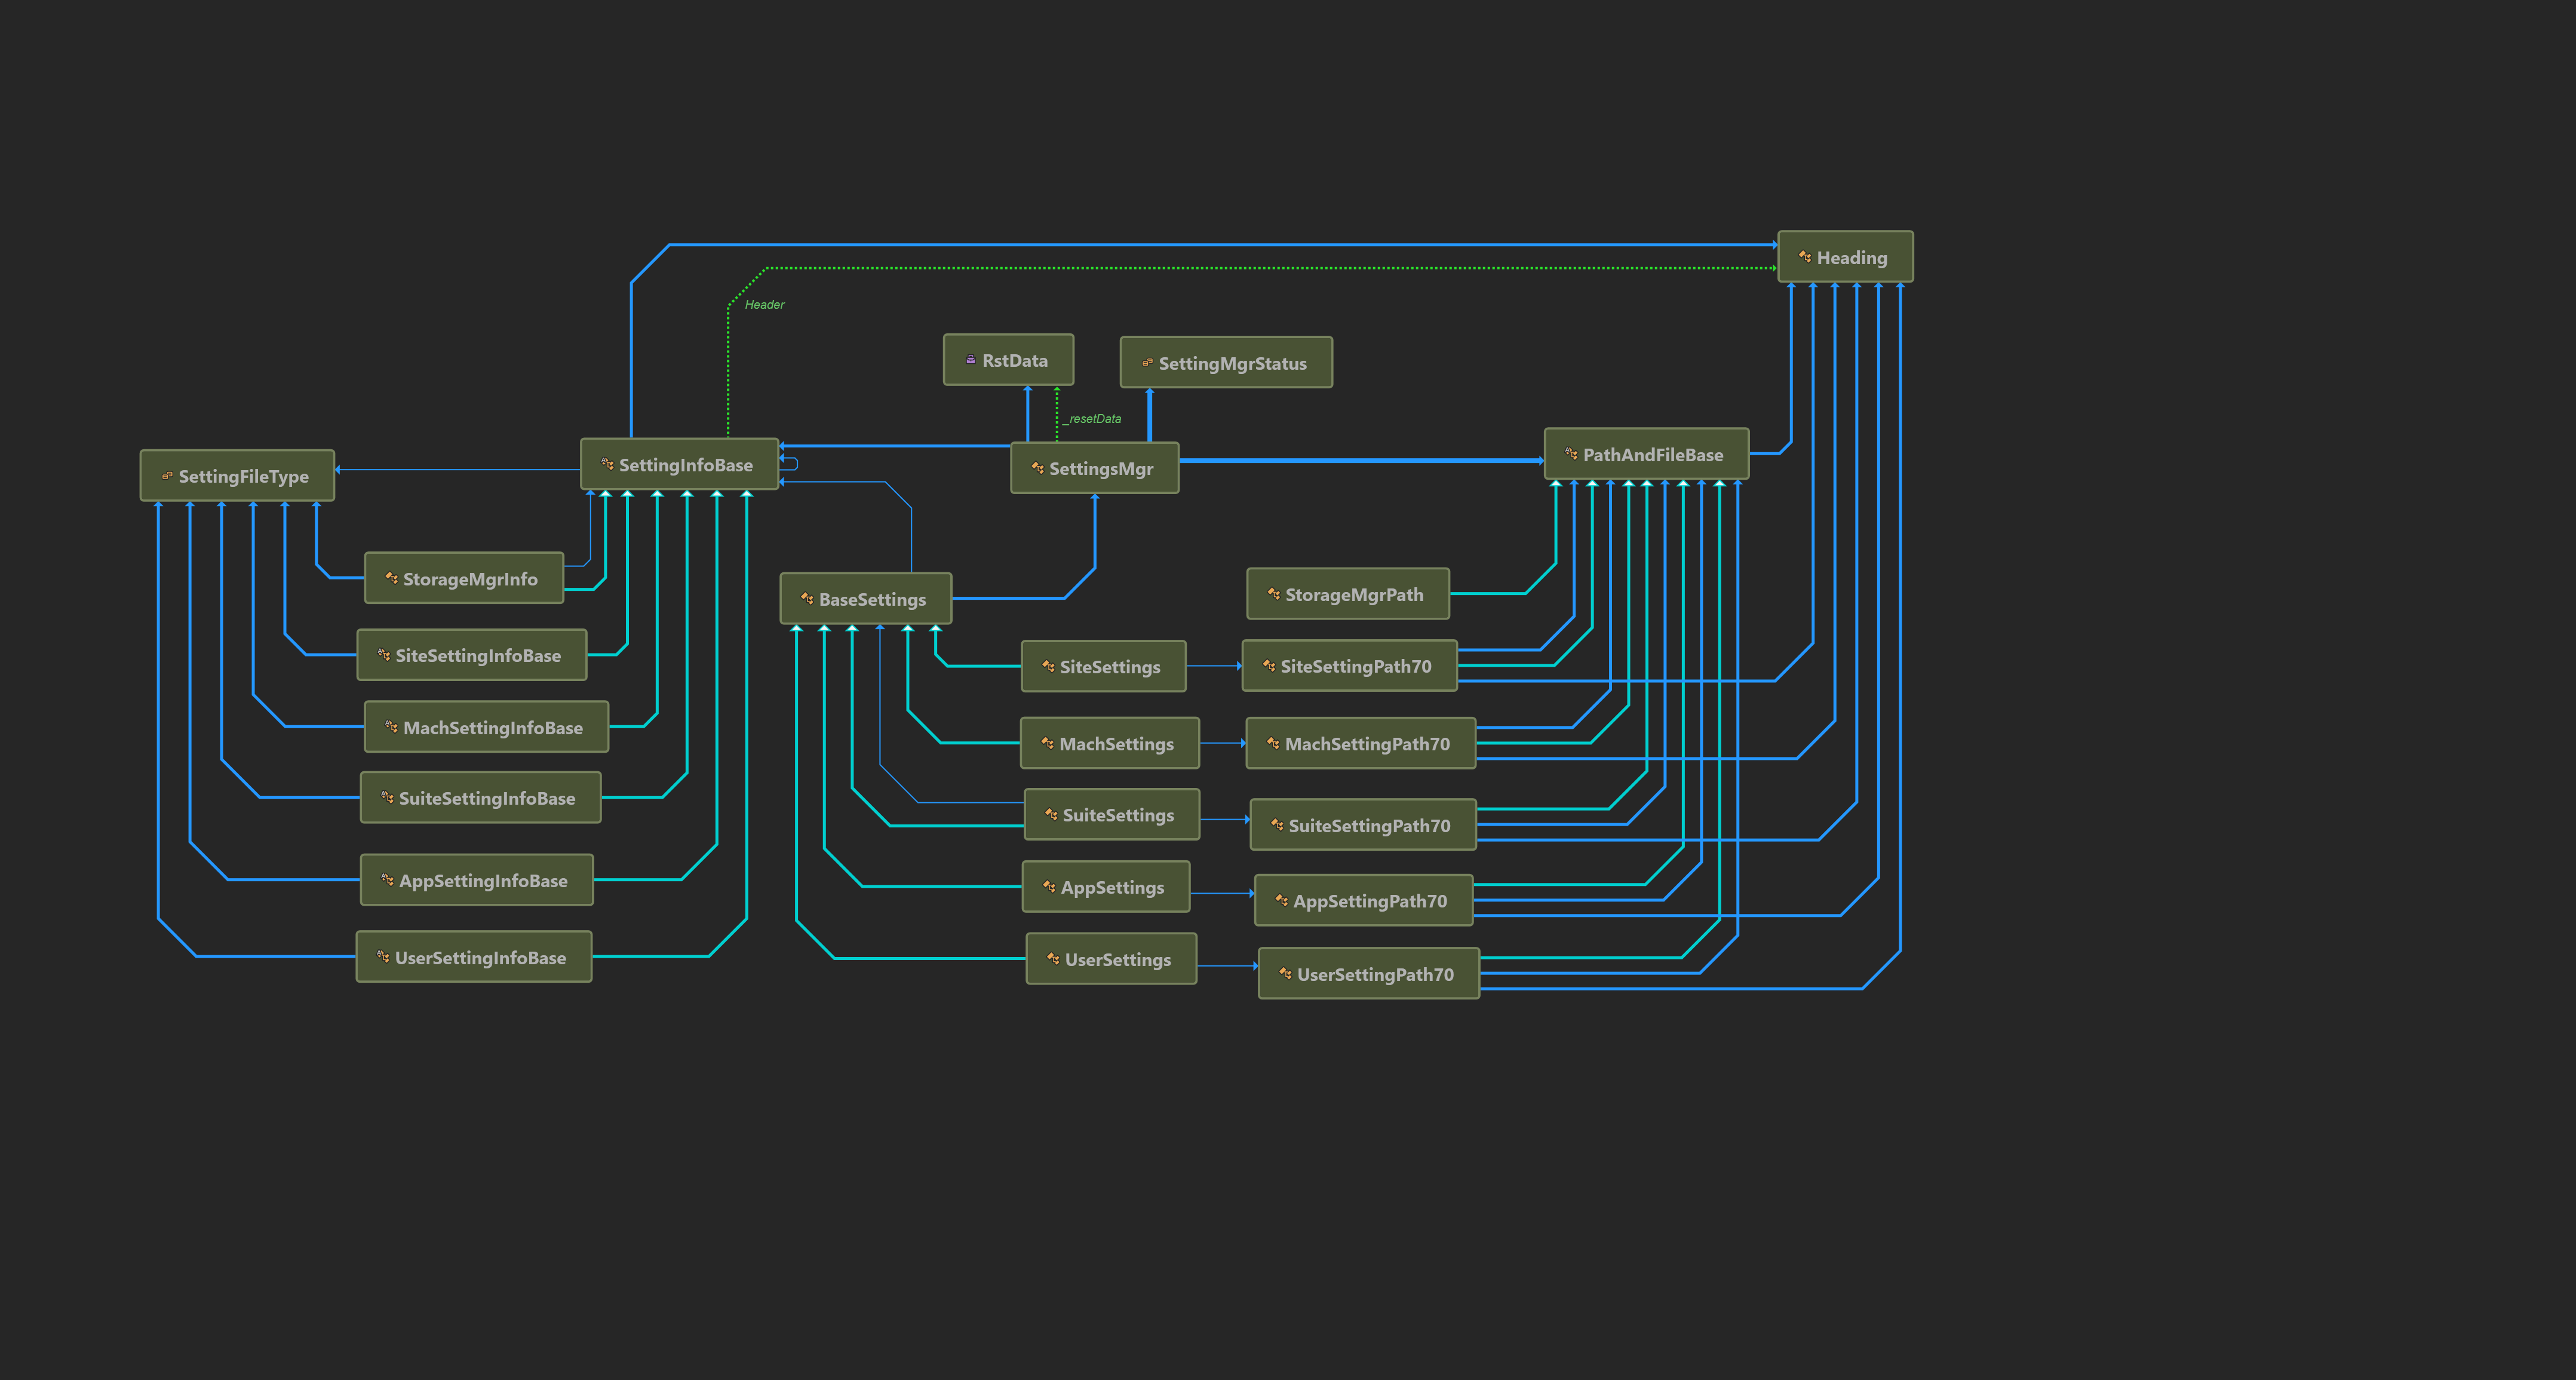 Heading
Header
RstData
SettingMgrStatus
_resetData
SettingInfoBase
SettingsMgr
PathAndFileBase
SettingFileType
StorageMgrInfo
BaseSettings
StorageMgrPath
SiteSettingInfoBase
SiteSettings
SiteSettingPath70
MachSettingInfoBase
MachSettings
MachSettingPath70
SuiteSettingInfoBase
SuiteSettings
SuiteSettingPath70
AppSettingInfoBase
AppSettings
AppSettingPath70
UserSettingInfoBase
UserSettings
UserSettingPath70